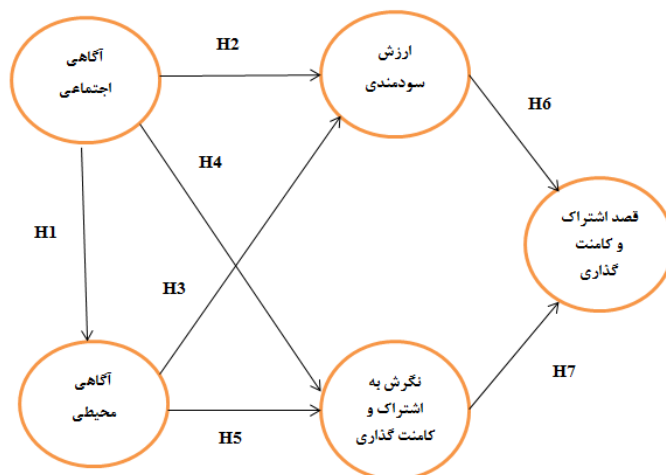 آگاهی
اجتماعی
H2
ارزش
سودمندی
H6
H4
قصد اشتراک
و کامنت
گذاری
H1
H3
آگاهی
محیطی
H5
نگرش به
اشتراک و
کامنت گذاری
H7